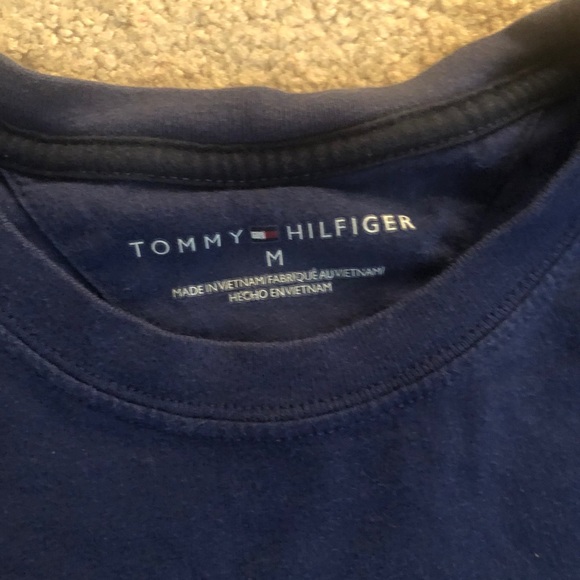 TOMMY HILFIGER
M
MADE IN VIETNAM/FABRIQUÉ AU VIETNAM/
HECHO EN VIETNAM